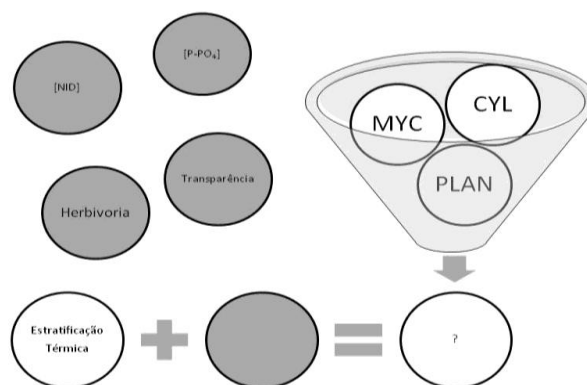 [NID]
[P-PO₄]
Herbivoria
Transparência
MYC
CYL
PLAN
Estratificação
Térmica
?